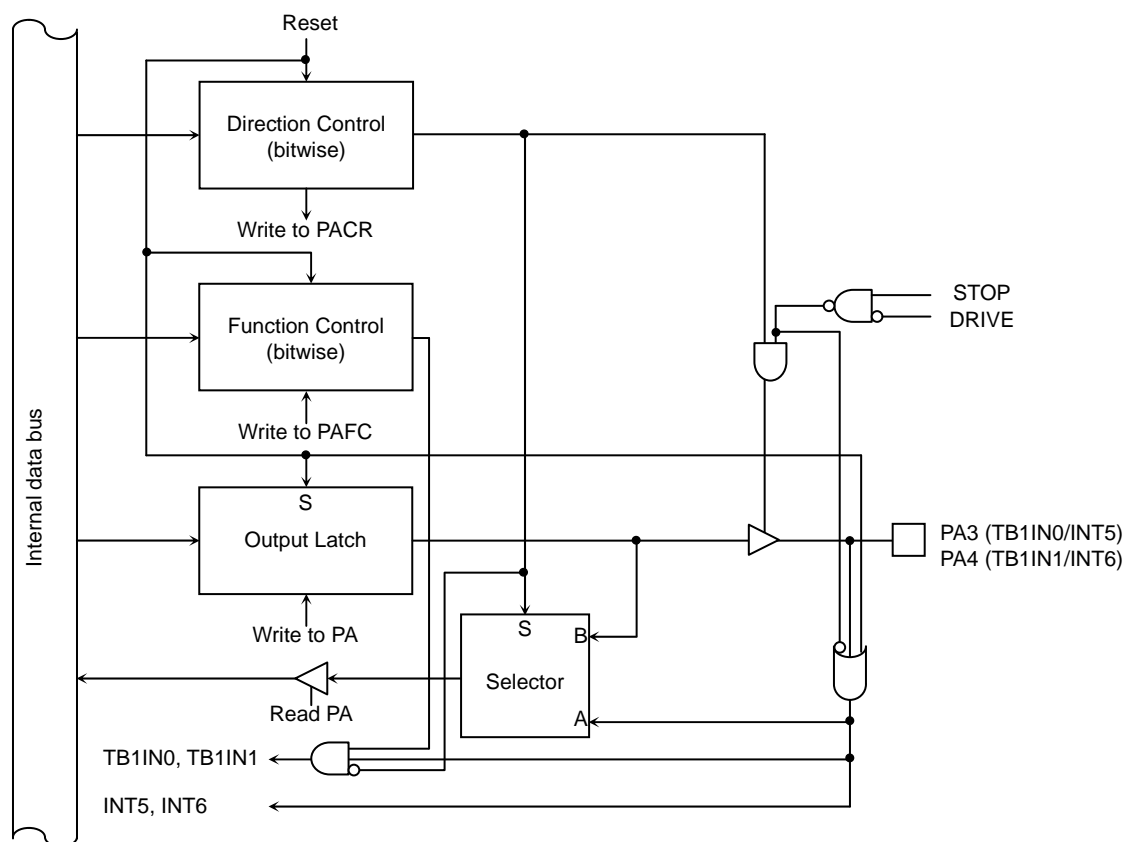 Reset
Direction Control
(bitwise)
Write to PACR
STOP
DRIVE
Function Control
(bitwise)
Write to PAFC
Internal data bus
S
Output Latch
PA3 (TB1IN0/INT5)
PA4 (TB1IN1/INT6)
Write to PA
S
B
Selector
A
Read PA
TB1IN0, TB1IN1
INT5, INT6